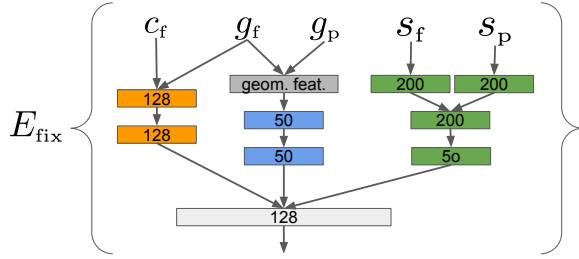 c_f g_f g_p s_f s_p
geom. feat. 200 200
128
50 200
128
50 5o
E_fix
128